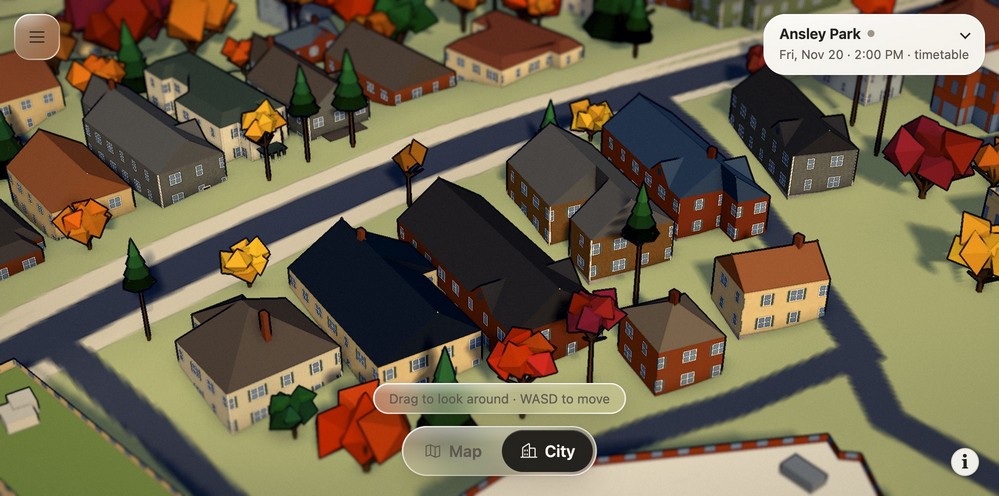 Ansley Park
Fri, Nov 20 · 2:00 PM · timetable
Drag to look around · WASD to move
Map
City
i